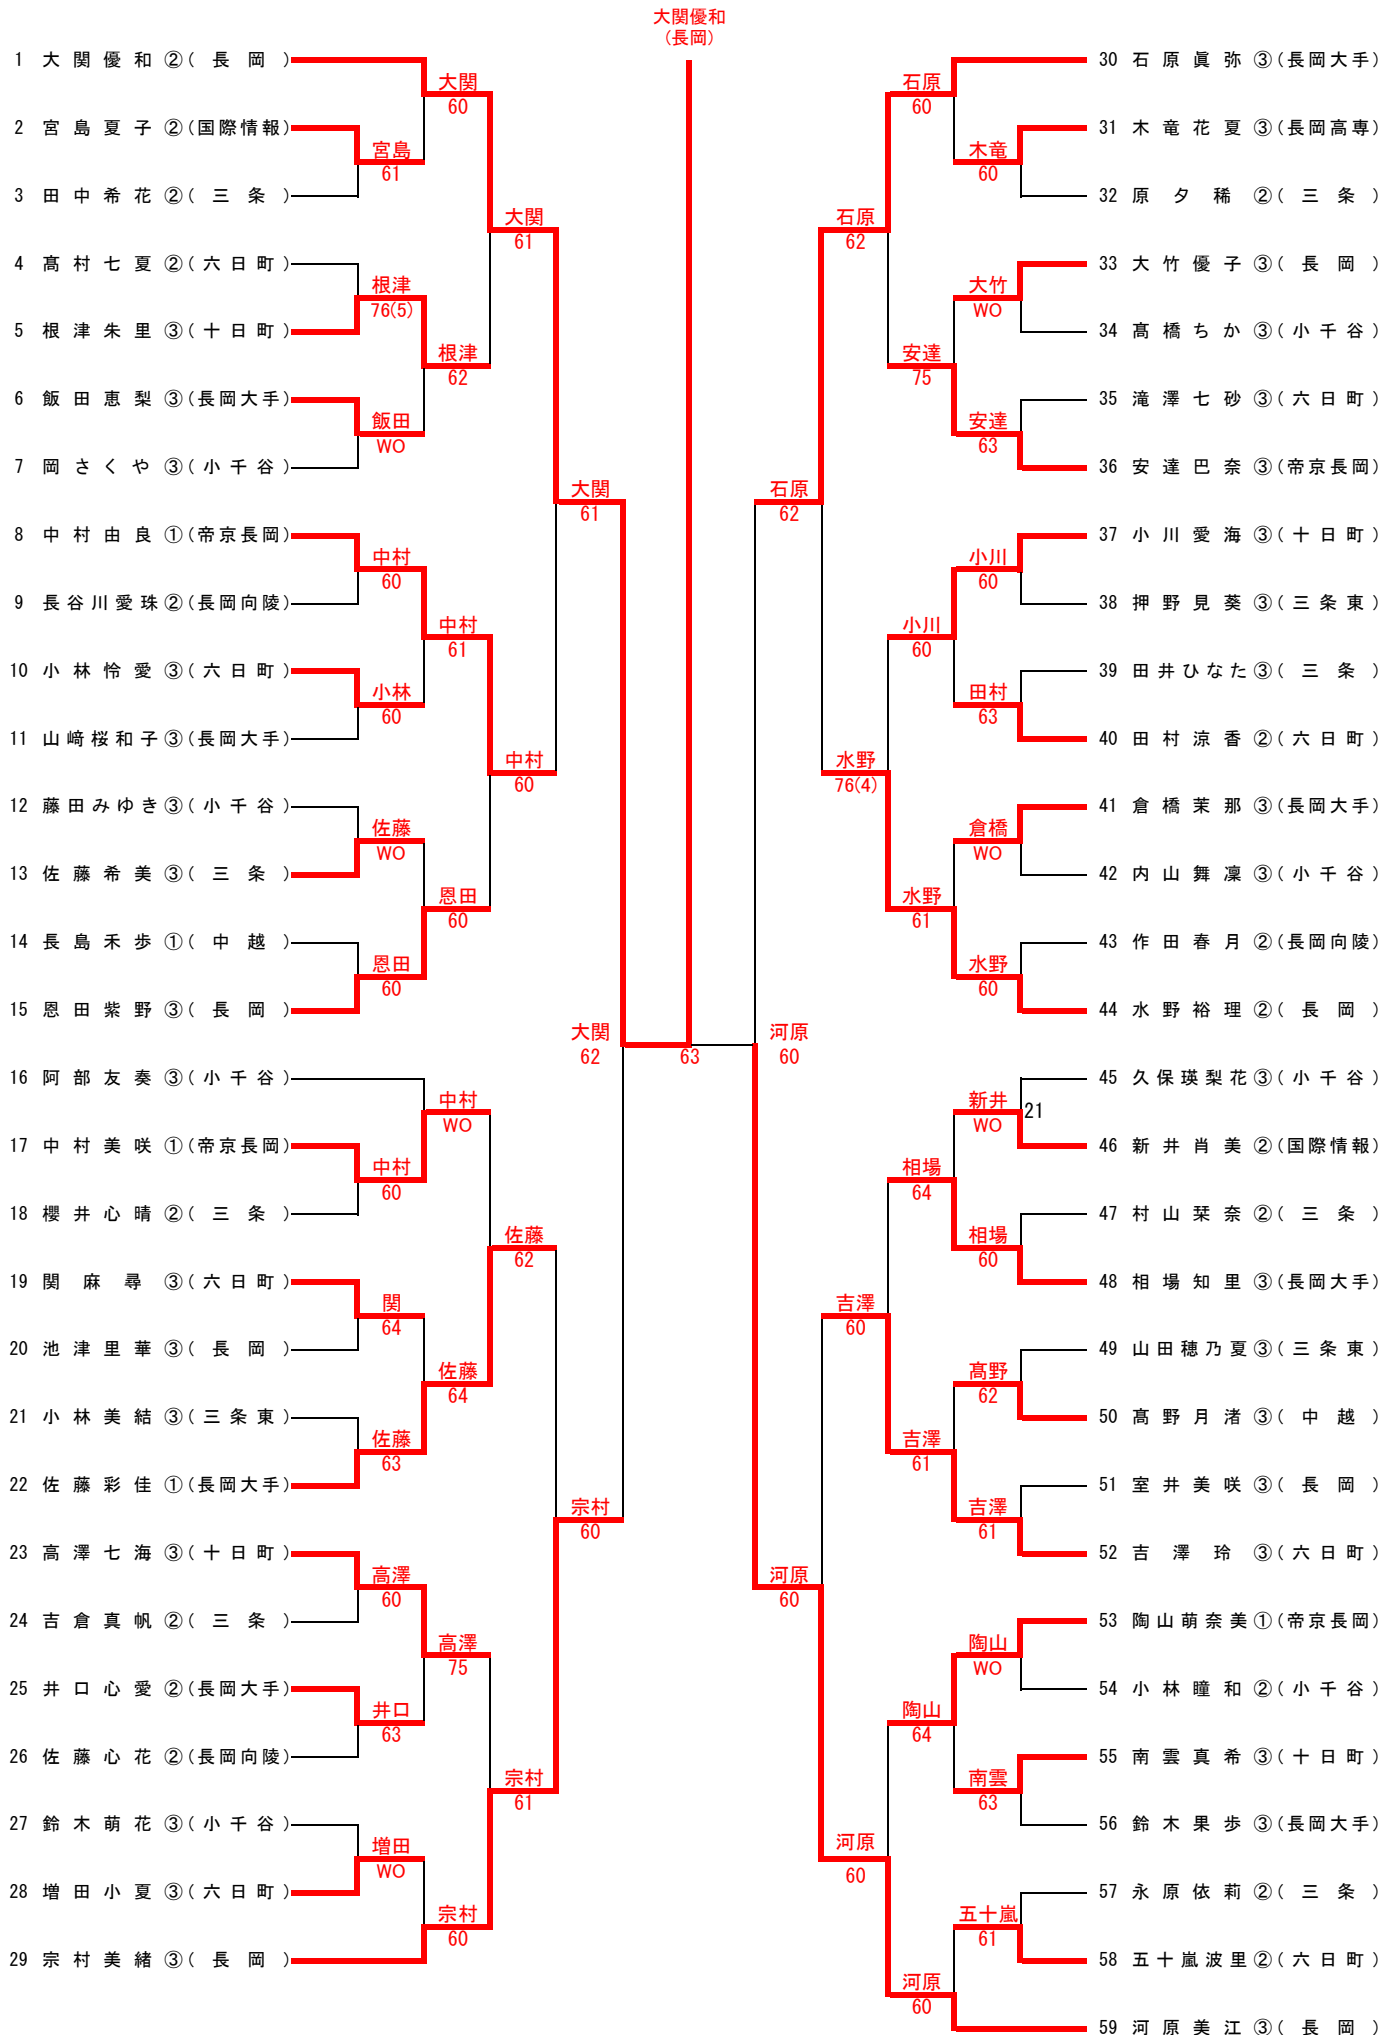 大関優和
(長岡)
1 大関優和 ②( 長岡 )
2 宮島夏子 ②(国際情報)
3 田中希花 ②( 三条 )
4 髙村七夏 ②( 六日町 )
5 根津朱里 ③( 十日町 )
6 飯田恵梨 ③(長岡大手)
7 岡さくや ③( 小千谷 )
8 中村由良 ①(帝京長岡)
9 長谷川愛珠 ②(長岡向陵)
10 小林怜愛 ③( 六日町 )
11 山﨑桜和子 ③(長岡大手)
12 藤田みゆき ③( 小千谷 )
13 佐藤希美 ③( 三条 )
14 長島禾歩 ①( 中越 )
15 恩田紫野 ③( 長岡 )
16 阿部友奏 ③( 小千谷 )
17 中村美咲 ①(帝京長岡)
18 櫻井心晴 ②( 三条 )
19 関麻尋 ③( 六日町 )
20 池津里華 ③( 長岡 )
21 小林美結 ③( 三条東 )
22 佐藤彩佳 ①(長岡大手)
23 高澤七海 ③( 十日町 )
24 吉倉真帆 ②( 三条 )
25 井口心愛 ②(長岡大手)
26 佐藤心花 ②(長岡向陵)
27 鈴木萌花 ③( 小千谷 )
28 増田小夏 ③( 六日町 )
29 宗村美緒 ③( 長岡 )
宮島
61
根津
76(5)
飯田
WO
中村
60
小林
60
佐藤
WO
恩田
60
中村
60
関
64
佐藤
63
高澤
60
井口
63
増田
WO
大関
60
根津
62
中村
61
恩田
60
中村
WO
佐藤
64
高澤
75
宗村
60
大関
61
中村
60
佐藤
62
宗村
61
大関
61
宗村
60
大関
62
63
河原
60
石原
62
河原
60
石原
62
水野
76(4)
吉澤
60
河原
60
石原
60
安達
75
小川
60
水野
61
相場
64
吉澤
61
陶山
64
河原
60
木竜
60
大竹
WO
安達
63
小川
60
田村
63
倉橋
WO
水野
60
新井
WO
21
相場
60
髙野
62
吉澤
61
陶山
WO
南雲
63
五十嵐
61
30 石原眞弥 ③(長岡大手)
31 木竜花夏 ③(長岡高専)
32 原夕稀 ②( 三条 )
33 大竹優子 ③( 長岡 )
34 髙橋ちか ③( 小千谷 )
35 滝澤七砂 ③( 六日町 )
36 安達巴奈 ③(帝京長岡)
37 小川愛海 ③( 十日町 )
38 押野見葵 ③( 三条東 )
39 田井ひなた ③( 三条 )
40 田村涼香 ②( 六日町 )
41 倉橋茉那 ③(長岡大手)
42 内山舞凜 ③( 小千谷 )
43 作田春月 ②(長岡向陵)
44 水野裕理 ②( 長岡 )
45 久保瑛梨花 ③( 小千谷 )
46 新井肖美 ②(国際情報)
47 村山栞奈 ②( 三条 )
48 相場知里 ③(長岡大手)
49 山田穂乃夏 ③( 三条東 )
50 髙野月渚 ③( 中越 )
51 室井美咲 ③( 長岡 )
52 吉澤玲 ③( 六日町 )
53 陶山萌奈美 ①(帝京長岡)
54 小林瞳和 ②( 小千谷 )
55 南雲真希 ③( 十日町 )
56 鈴木果歩 ③(長岡大手)
57 永原依莉 ②( 三条 )
58 五十嵐波里 ②( 六日町 )
59 河原美江 ③( 長岡 )